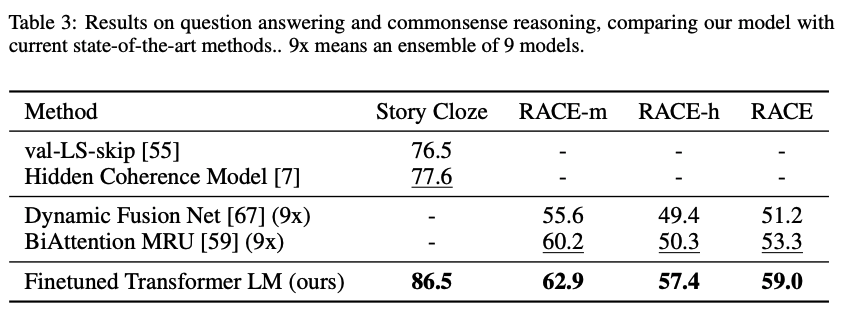 Table 3: Results on question answering and commonsense reasoning, comparing our model with
current state-of-the-art methods.. 9x means an ensemble of 9 models.
Method Story Cloze RACE-m RACE-h RACE
val-LS-skip [55] 76.5 - - -
Hidden Coherence Model [7] 77.6 - - -
Dynamic Fusion Net [67] (9x) - 55.6 49.4 51.2
BiAttention MRU [59] (9x) - 60.2 50.3 53.3
Finetuned Transformer LM (ours) 86.5 62.9 57.4 59.0